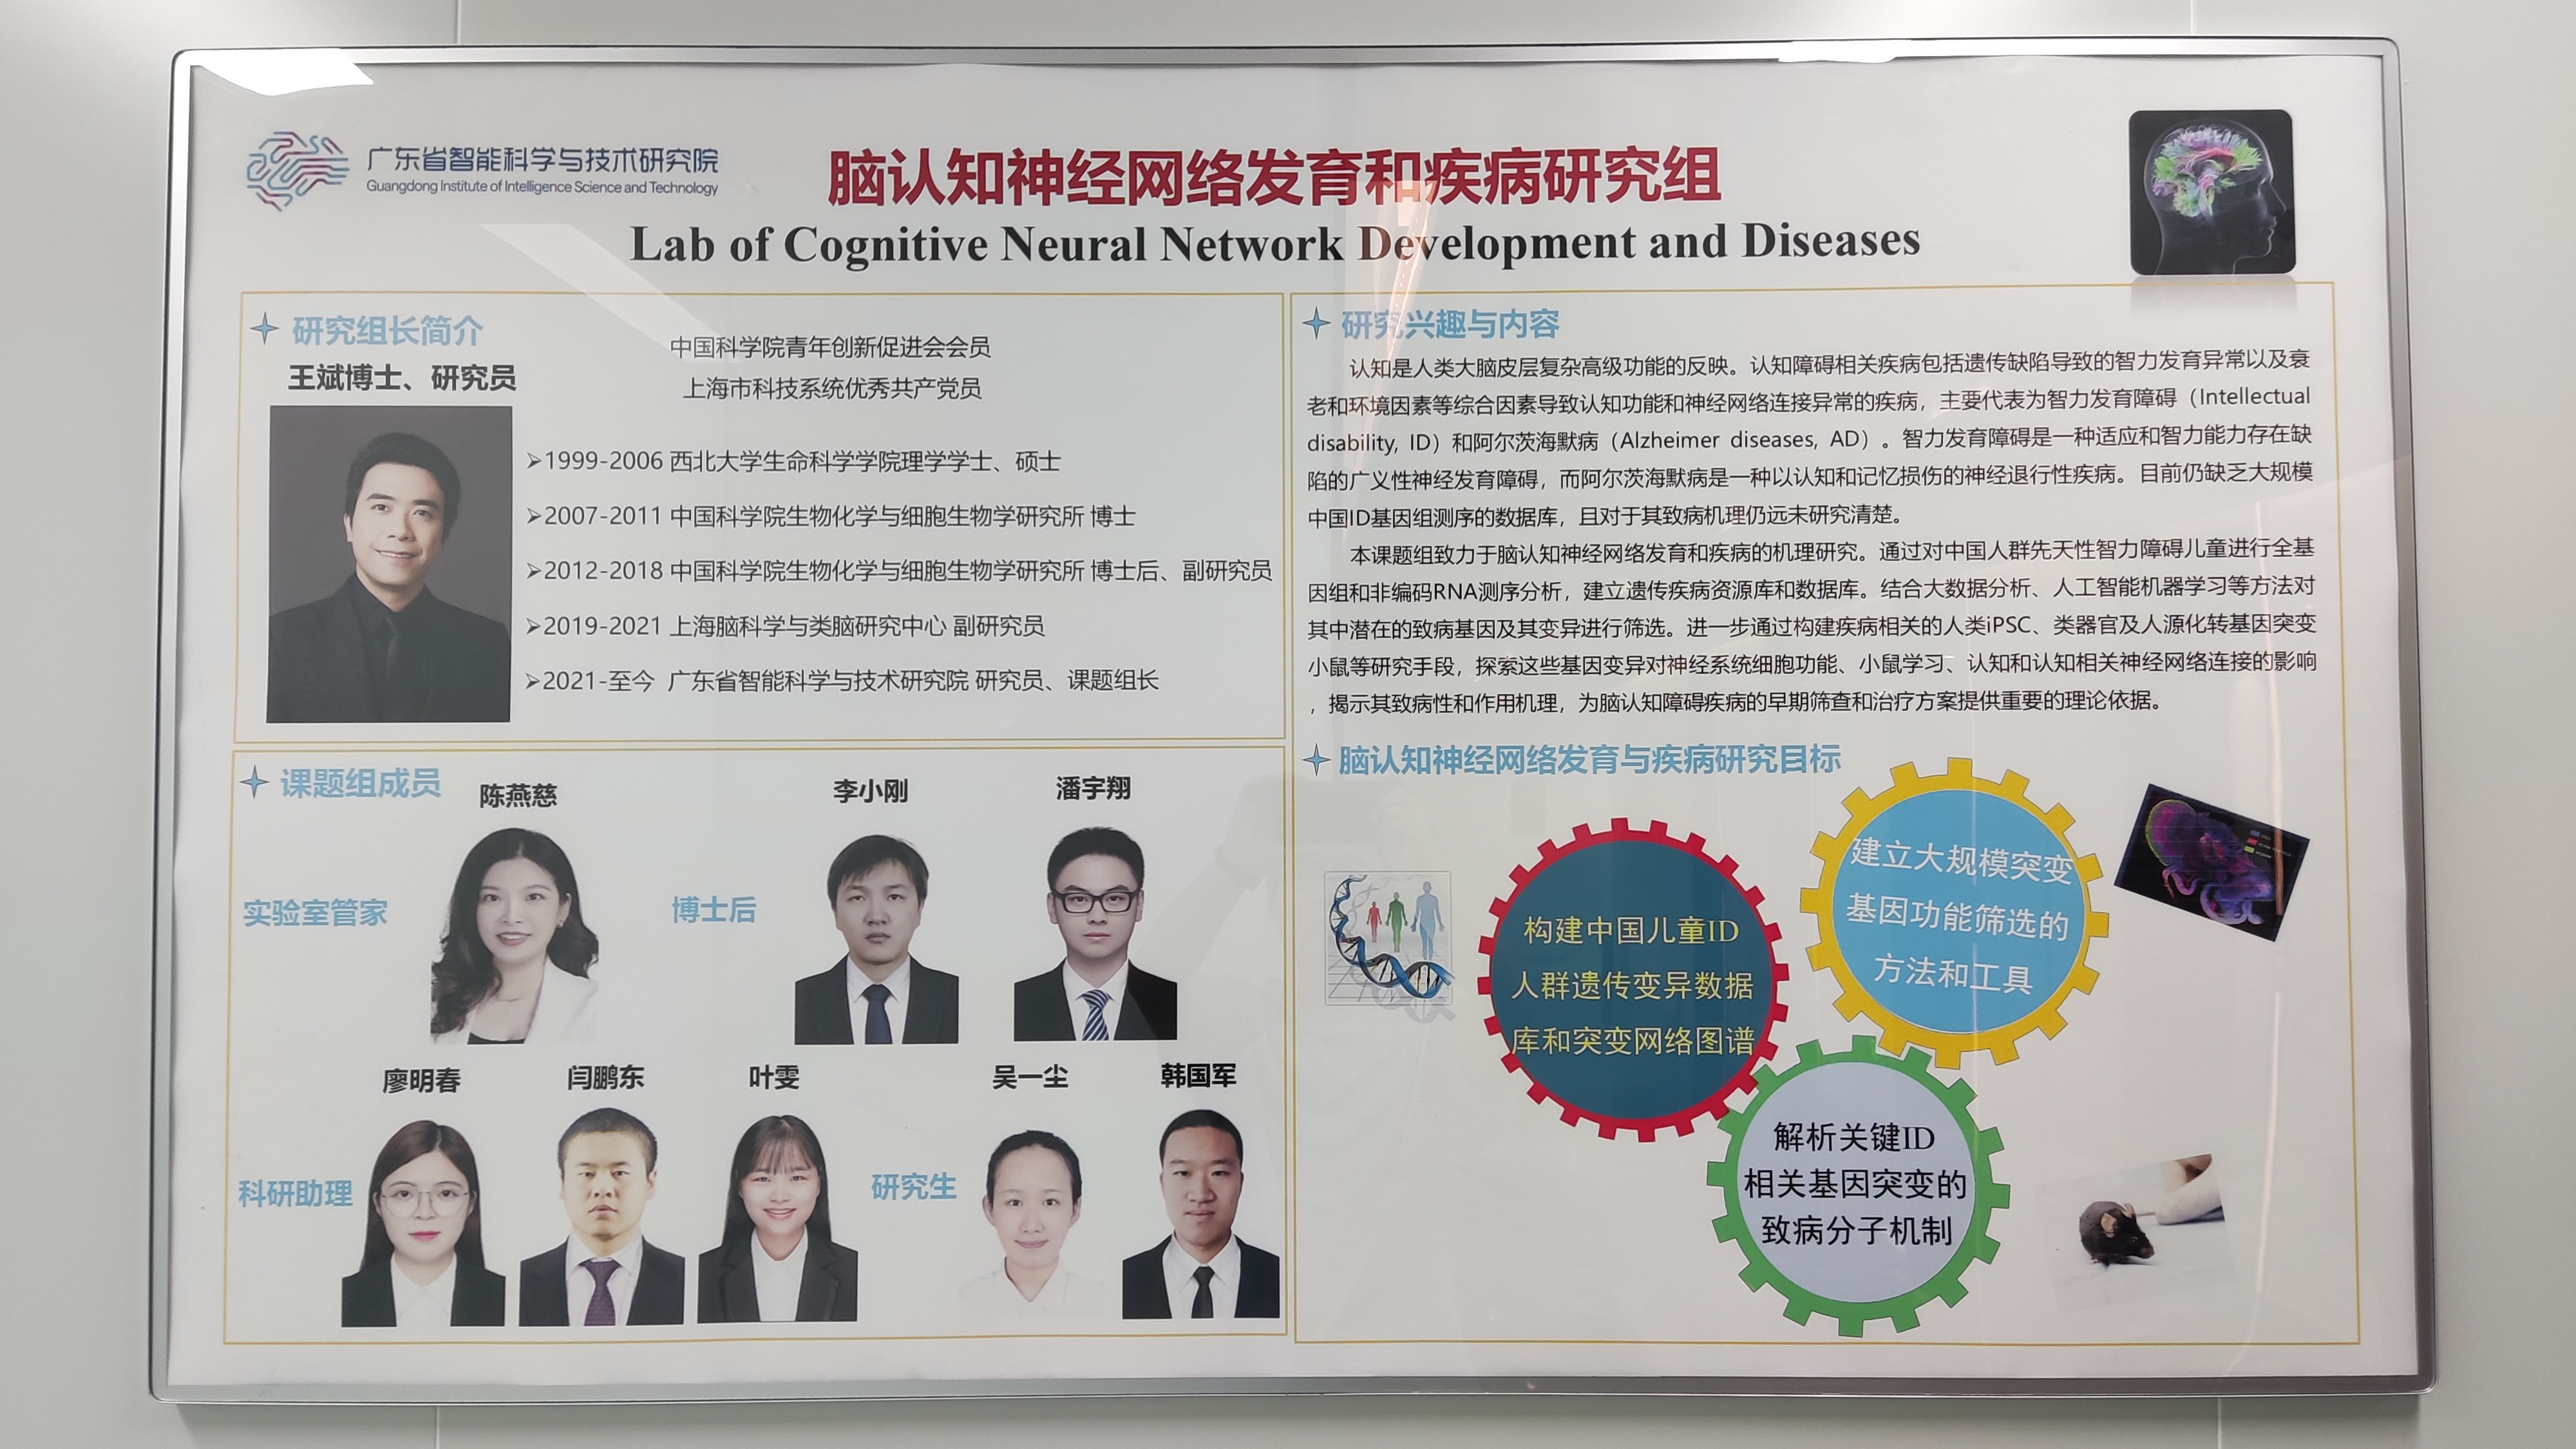 广东省智能科学与技术研究院
Guangdong Institute of Intelligence Science and Technology
脑认知神经网络发育和疾病研究组
Lab of Cognitive Neural Network Development and Diseases
研究组长简介
王斌博士、研究员
中国科学院青年创新促进会会员
上海市科技系统优秀共产党员
➢1999-2006 西北大学生命科学学院理学学士、硕士
➢2007-2011 中国科学院生物化学与细胞生物学研究所 博士
➢2012-2018 中国科学院生物化学与细胞生物学研究所 博士后、副研究员
➢2019-2021 上海脑科学与类脑研究中心 副研究员
➢2021-至今 广东省智能科学与技术研究院 研究员、课题组长
课题组成员
陈燕慈
李小刚
潘宇翔
实验室管家
博士后
廖明春
闫鹏东
叶雯
吴一尘
韩国军
科研助理
研究生
研究兴趣与内容
认知是人类大脑皮层复杂高级功能的反映。认知障碍相关疾病包括遗传缺陷导致的智力发育异常以及衰
老和环境因素等综合因素导致认知功能和神经网络连接异常的疾病，主要代表为智力发育障碍（Intellectual
disability, ID）和阿尔茨海默病（Alzheimer diseases, AD）。智力发育障碍是一种适应和智力能力存在缺
陷的广义性神经发育障碍，而阿尔茨海默病是一种以认知和记忆损伤的神经退行性疾病。目前仍缺乏大规模
中国ID基因组测序的数据库，且对于其致病机理仍远未研究清楚。
本课题组致力于脑认知神经网络发育和疾病的机理研究。通过对中国人群先天性智力障碍儿童进行全基
因组和非编码RNA测序分析，建立遗传疾病资源库和数据库。结合大数据分析、人工智能机器学习等方法对
其中潜在的致病基因及其变异进行筛选。进一步通过构建疾病相关的人类iPSC、类器官及人源化转基因突变
小鼠等研究手段，探索这些基因变异对神经系统细胞功能、小鼠学习、认知和认知相关神经网络连接的影响
，揭示其致病性和作用机理，为脑认知障碍疾病的早期筛查和治疗方案提供重要的理论依据。
脑认知神经网络发育与疾病研究目标
构建中国儿童ID
人群遗传变异数据
库和突变网络图谱
建立大规模突变
基因功能筛选的
方法和工具
解析关键ID
相关基因突变的
致病分子机制